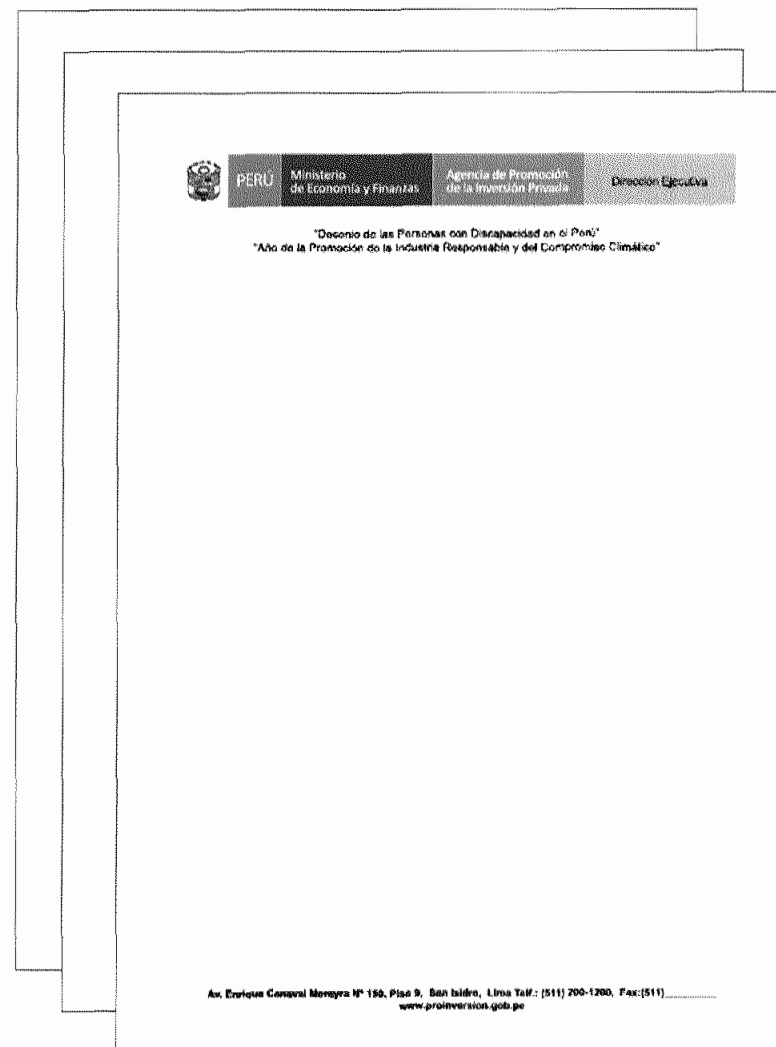 PERÚ
Ministerio
de Economía y Finanzas
Agencia de Promoción
de la Inversión Privada
Dirección Ejecutiva
"Decenio de las Personas con Discapacidad en el Perú"
"Año de la Promoción de la Industria Responsable y del Compromiso Climático"
Av. Enrique Canaval Moreyra N° 150, Piso 9, San Isidro, Lima Telf.: (511) 200-1200, Fax:(511)__________
www.proinversion.gob.pe